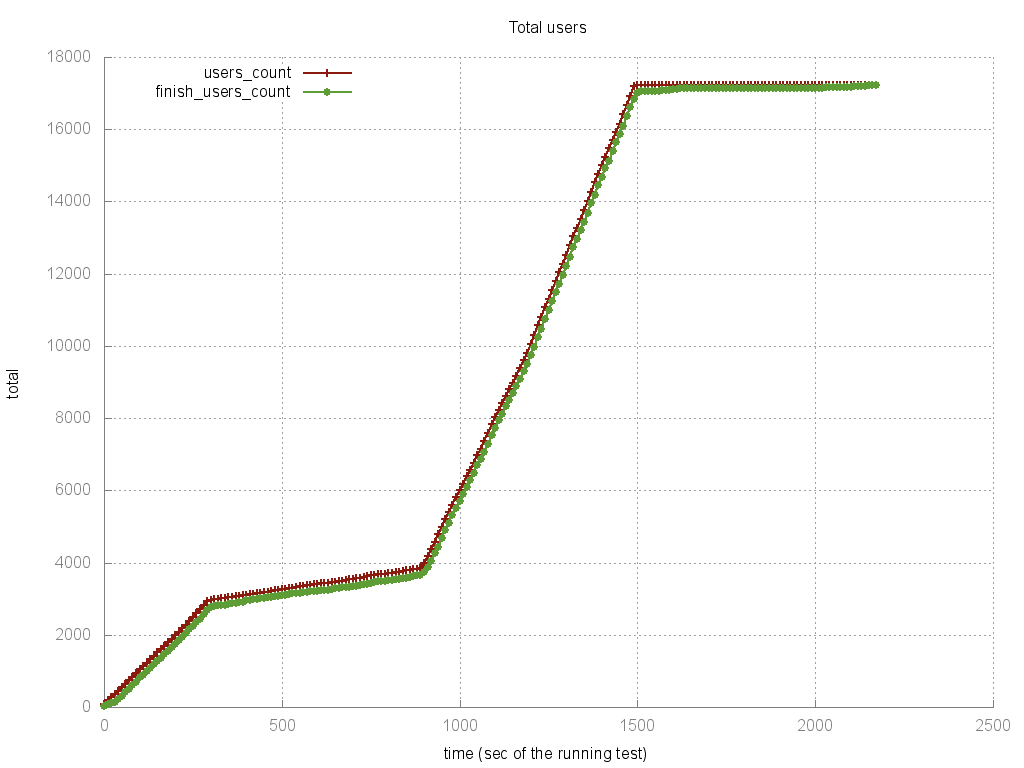 Total users
users_count
finish_users_count
18000
16000
14000
12000
10000
8000
6000
4000
2000
0
total
0 500 1000 1500 2000 2500
time (sec of the running test)